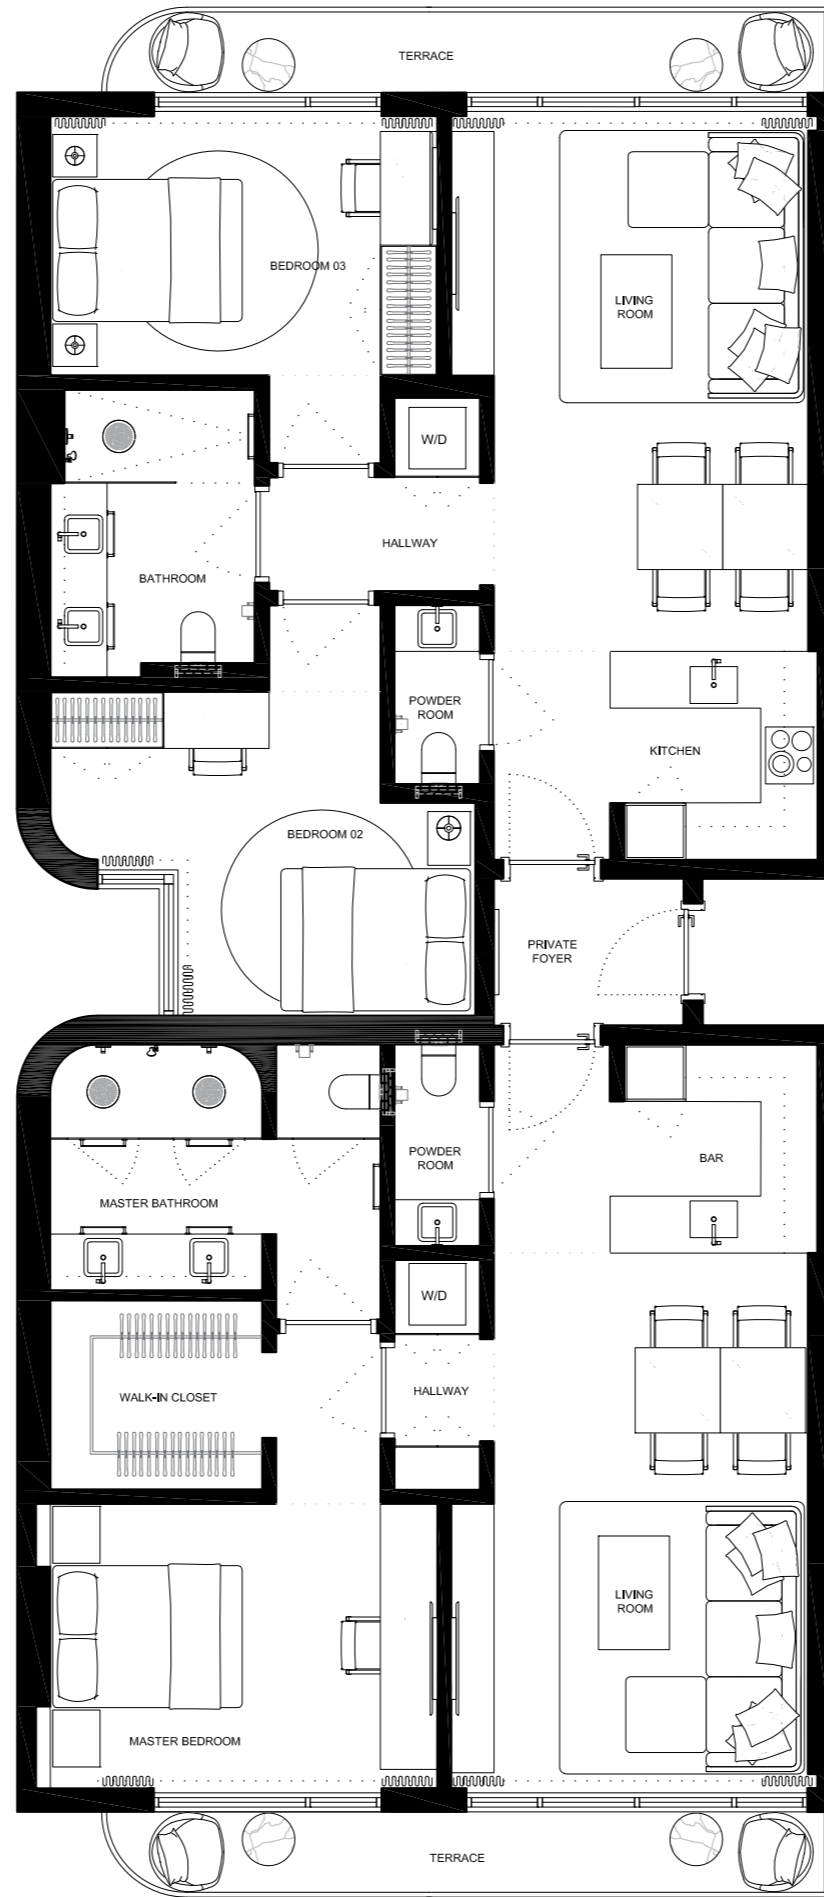 TERRACE
BEDROOM 03
LIVING
ROOM
W/D
HALLWAY
BATHROOM
POWDER
ROOM
KITCHEN
BEDROOM 02
PRIVATE
FOYER
POWDER
ROOM
BAR
MASTER BATHROOM
W/D
HALLWAY
WALK-IN CLOSET
LIVING
ROOM
MASTER BEDROOM
TERRACE